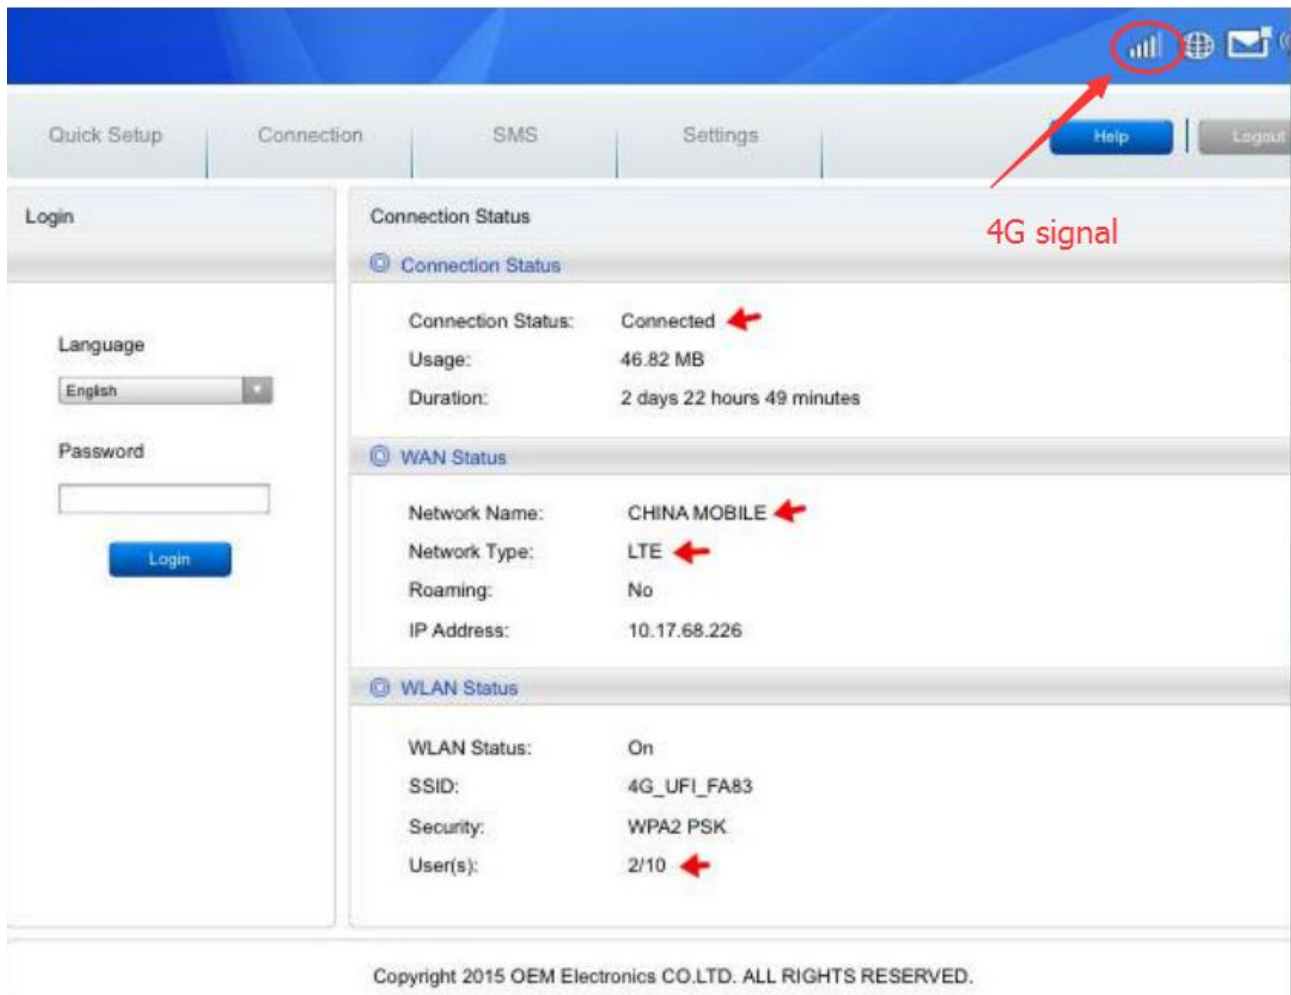 Quick Setup
Connection
SMS
Settings
Help
Logout
4G signal
Login
Language
English
Password
Login
Connection Status
Connection Status
Connection Status: Connected
Usage: 46.82 MB
Duration: 2 days 22 hours 49 minutes
WAN Status
Network Name: CHINA MOBILE
Network Type: LTE
Roaming: No
IP Address: 10.17.68.226
WLAN Status
WLAN Status: On
SSID: 4G_UFI_FA83
Security: WPA2 PSK
User(s): 2/10
Copyright 2015 OEM Electronics CO.LTD. ALL RIGHTS RESERVED.